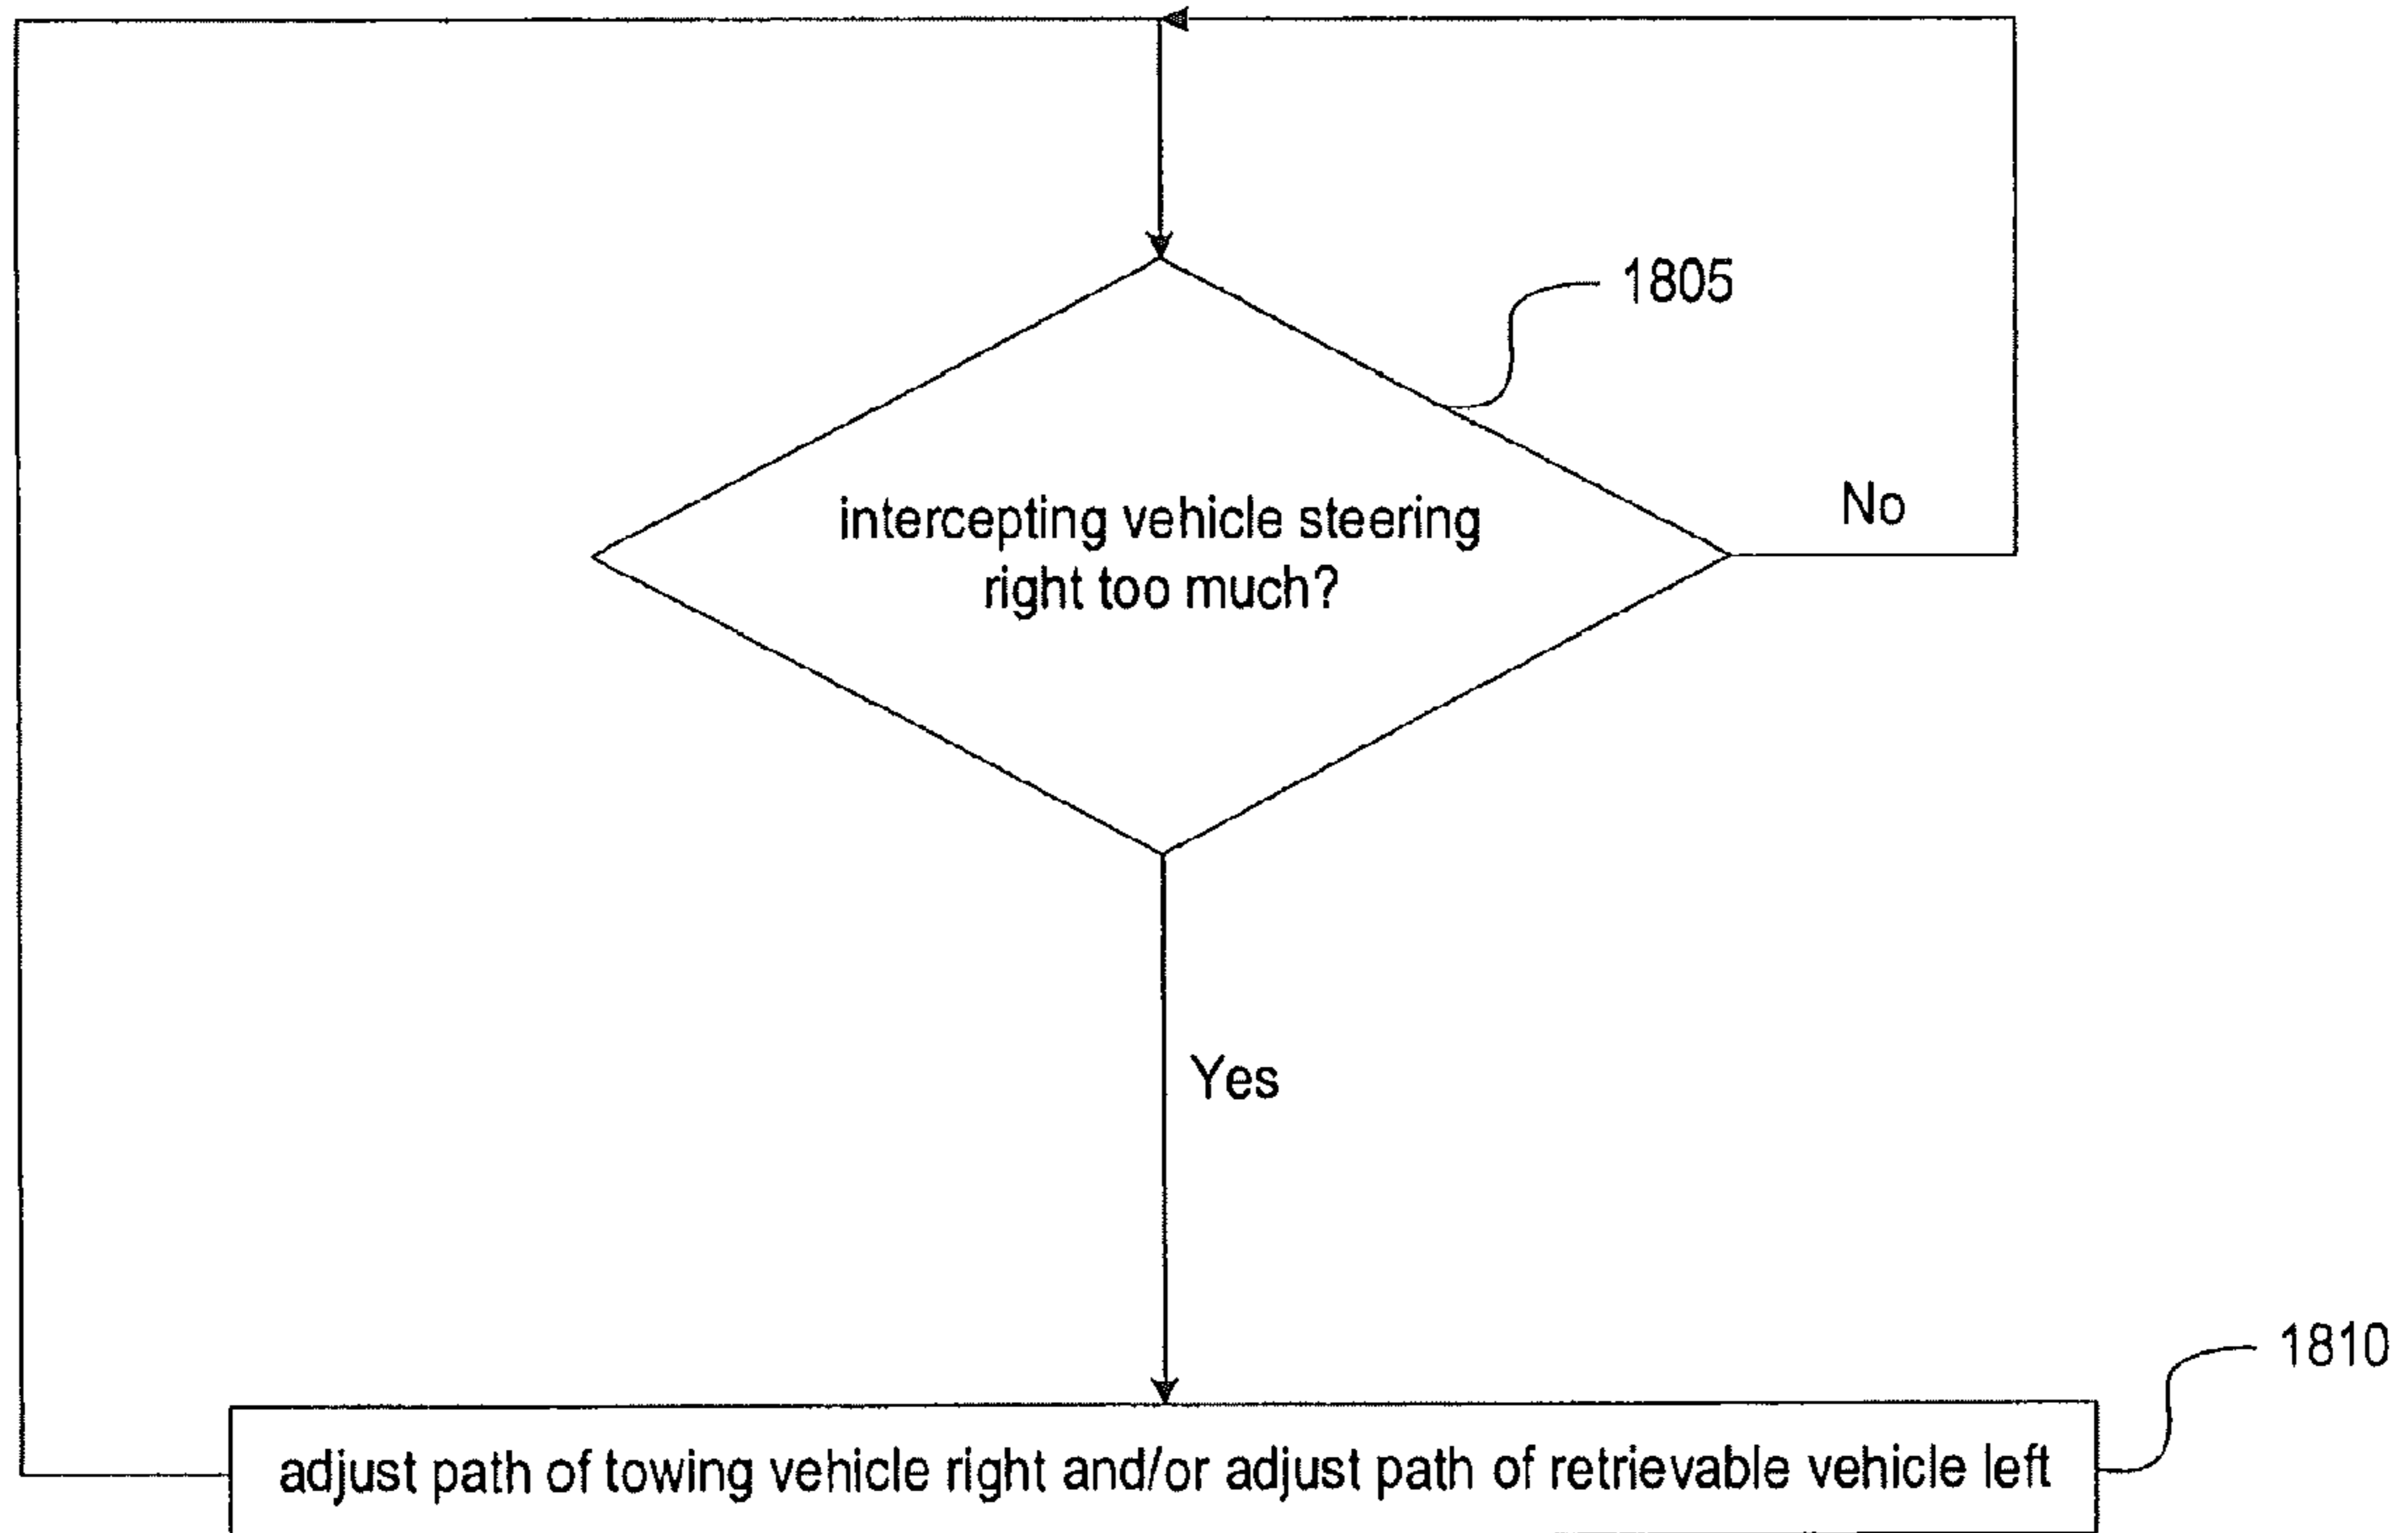 1805
intercepting vehicle steering
right too much?
No
Yes
1810
adjust path of towing vehicle right and/or adjust path of retrievable vehicle left